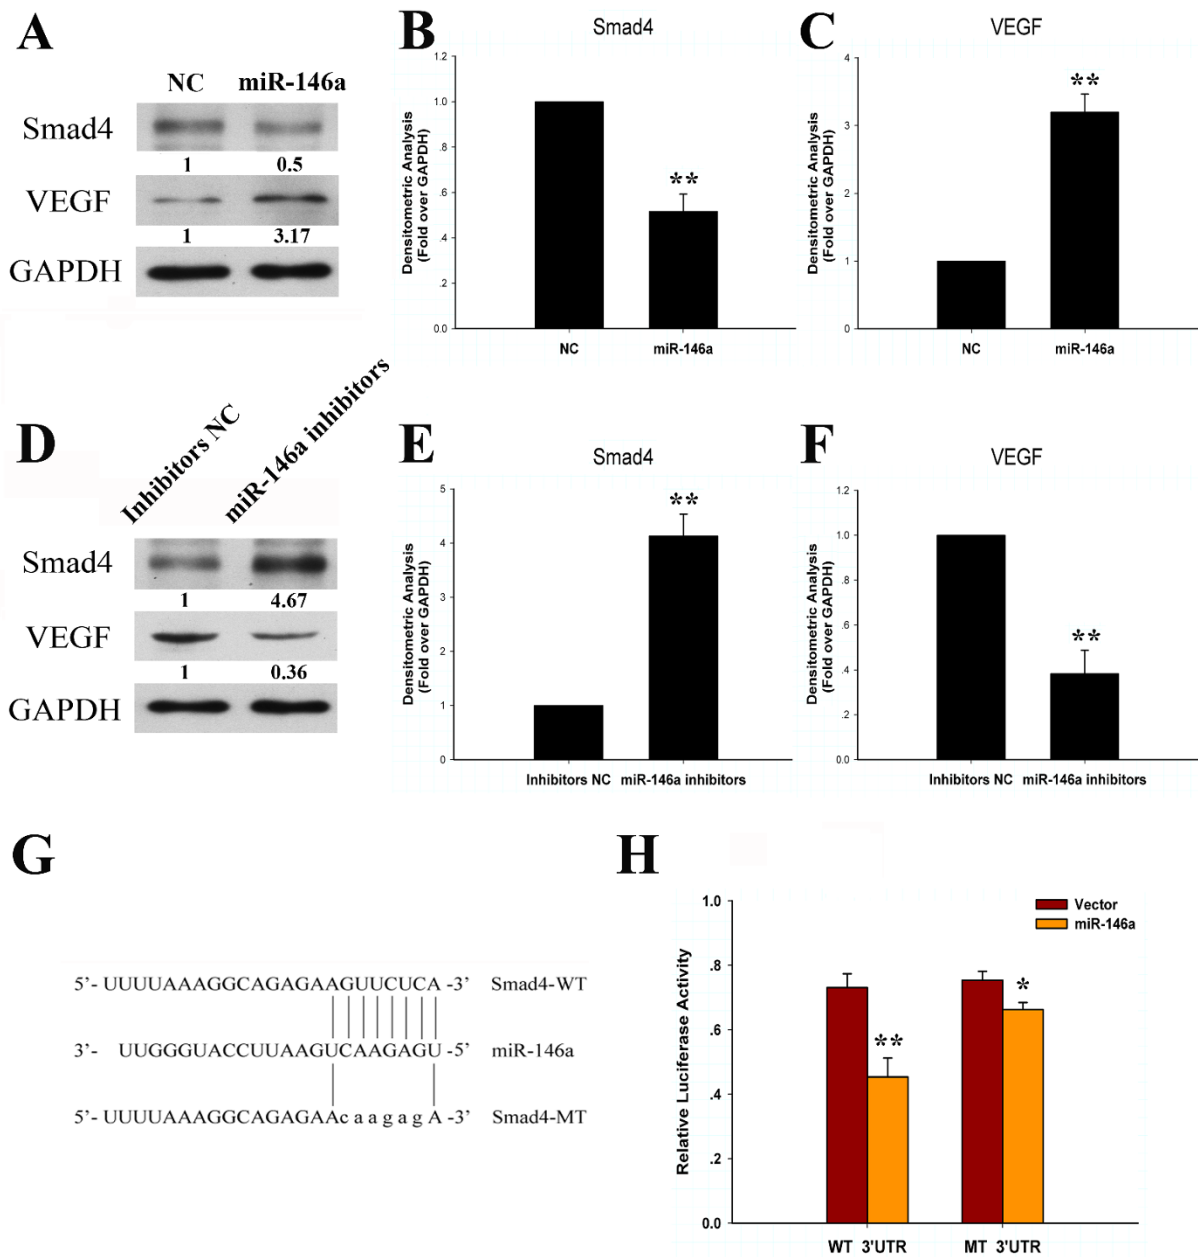 A
NC miR-146a
Smad4
1 0.5
VEGF
1 3.17
GAPDH
B
Smad4
Densitometric Analysis
(Fold over GAPDH)
1.2
1.0
.8
.6
.4
.2
0.0
**
NC miR-146a
C
VEGF
Densitometric Analysis
(Fold over GAPDH)
4
3
2
1
0
**
NC miR-146a
D
Inhibitors NC
miR-146a inhibitors
Smad4
1 4.67
VEGF
1 0.36
GAPDH
E
Smad4
Densitometric Analysis
(Fold over GAPDH)
5
4
3
2
1
0
**
Inhibitors NC miR-146a inhibitors
F
VEGF
Densitometric Analysis
(Fold over GAPDH)
1.2
1.0
.8
.6
.4
.2
0.0
**
Inhibitors NC miR-146a inhibitors
G
5’- UUUUAAAGGCAGAGAAGUUCUCA -3’ Smad4-WT
3’- UUGGGUACCUUAAGUCAAGAGU -5’ miR-146a
5’- UUUUAAAGGCAGAGAAcaagagA -3’ Smad4-MT
H
Relative Luciferase Activity
1.0
.8
.6
.4
.2
0.0
Vector
miR-146a
**
*
WT 3'UTR MT 3'UTR